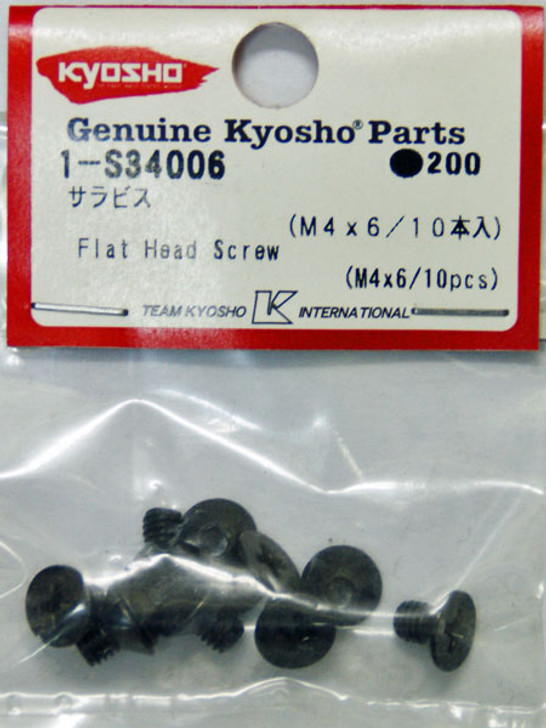 KYOSHO
Genuine Kyosho® Parts
1-S34006 ●200
サラビス
(M4x6/10本入)
Flat Head Screw
(M4x6/10pcs)
TEAM KYOSHO K INTERNATIONAL